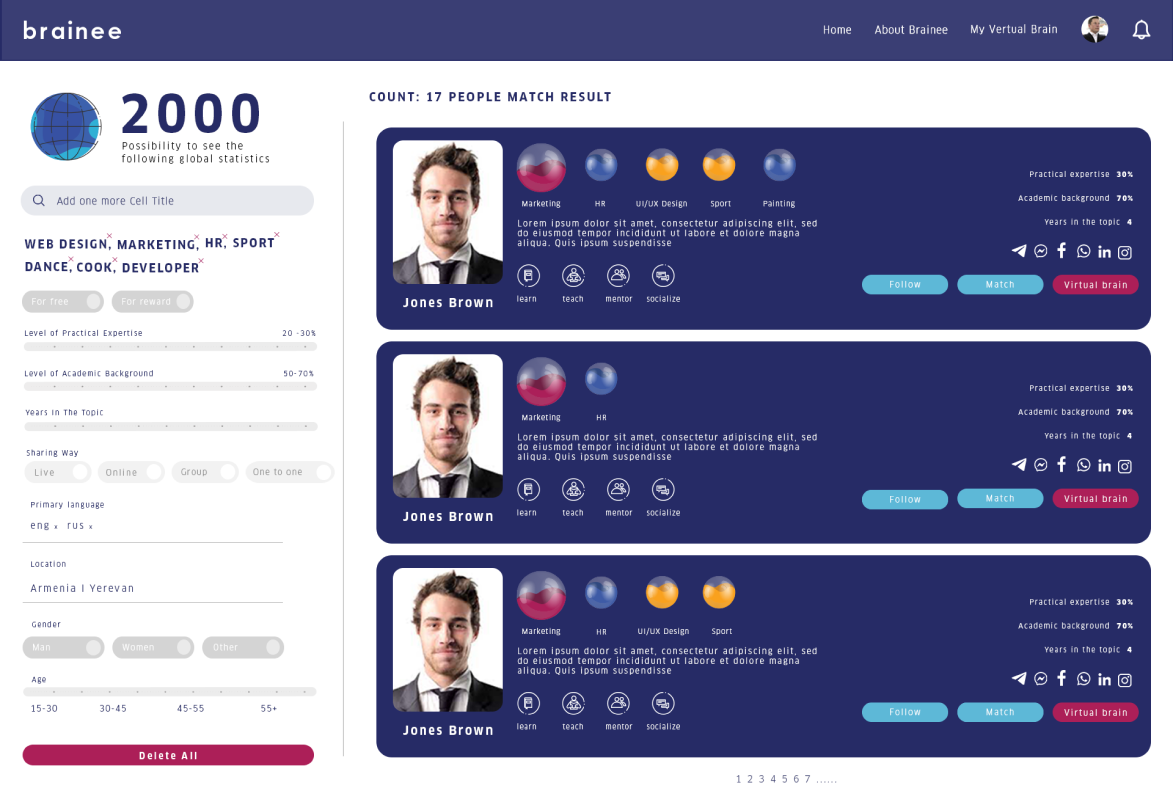 brainee
Home About Brainee My Vertual Brain
2000
Possibility to see the
following global statistics
Add one more Cell Title
WEB DESIGN, MARKETING, HR, SPORT
DANCE, COOK, DEVELOPER
For free For reward
Level of Practical Expertise 20 -30%
Level of Academic Background 50-70%
Years In The Topic
Sharing Way
Live Online Group One to one
Primary language
eng x rus x
Location
Armenia I Yerevan
Gender
Man Women Other
Age
15-30 30-45 45-55 55+
Delete All
COUNT: 17 PEOPLE MATCH RESULT
Jones Brown
Marketing HR UI/UX Design Sport Painting
Lorem ipsum dolor sit amet, consectetur adipiscing elit, sed
do eiusmod tempor incididunt ut labore et dolore magna
aliqua. Quis ipsum suspendisse
learn teach mentor socialize
Practical expertise 30%
Academic background 70%
Years in the topic 4
Follow Match Virtual brain
Jones Brown
Marketing HR
Lorem ipsum dolor sit amet, consectetur adipiscing elit, sed
do eiusmod tempor incididunt ut labore et dolore magna
aliqua. Quis ipsum suspendisse
learn teach mentor socialize
Practical expertise 30%
Academic background 70%
Years in the topic 4
Follow Match Virtual brain
Jones Brown
Marketing HR UI/UX Design Sport
Lorem ipsum dolor sit amet, consectetur adipiscing elit, sed
do eiusmod tempor incididunt ut labore et dolore magna
aliqua. Quis ipsum suspendisse
learn teach mentor socialize
Practical expertise 30%
Academic background 70%
Years in the topic 4
Follow Match Virtual brain
1 2 3 4 5 6 7 ......